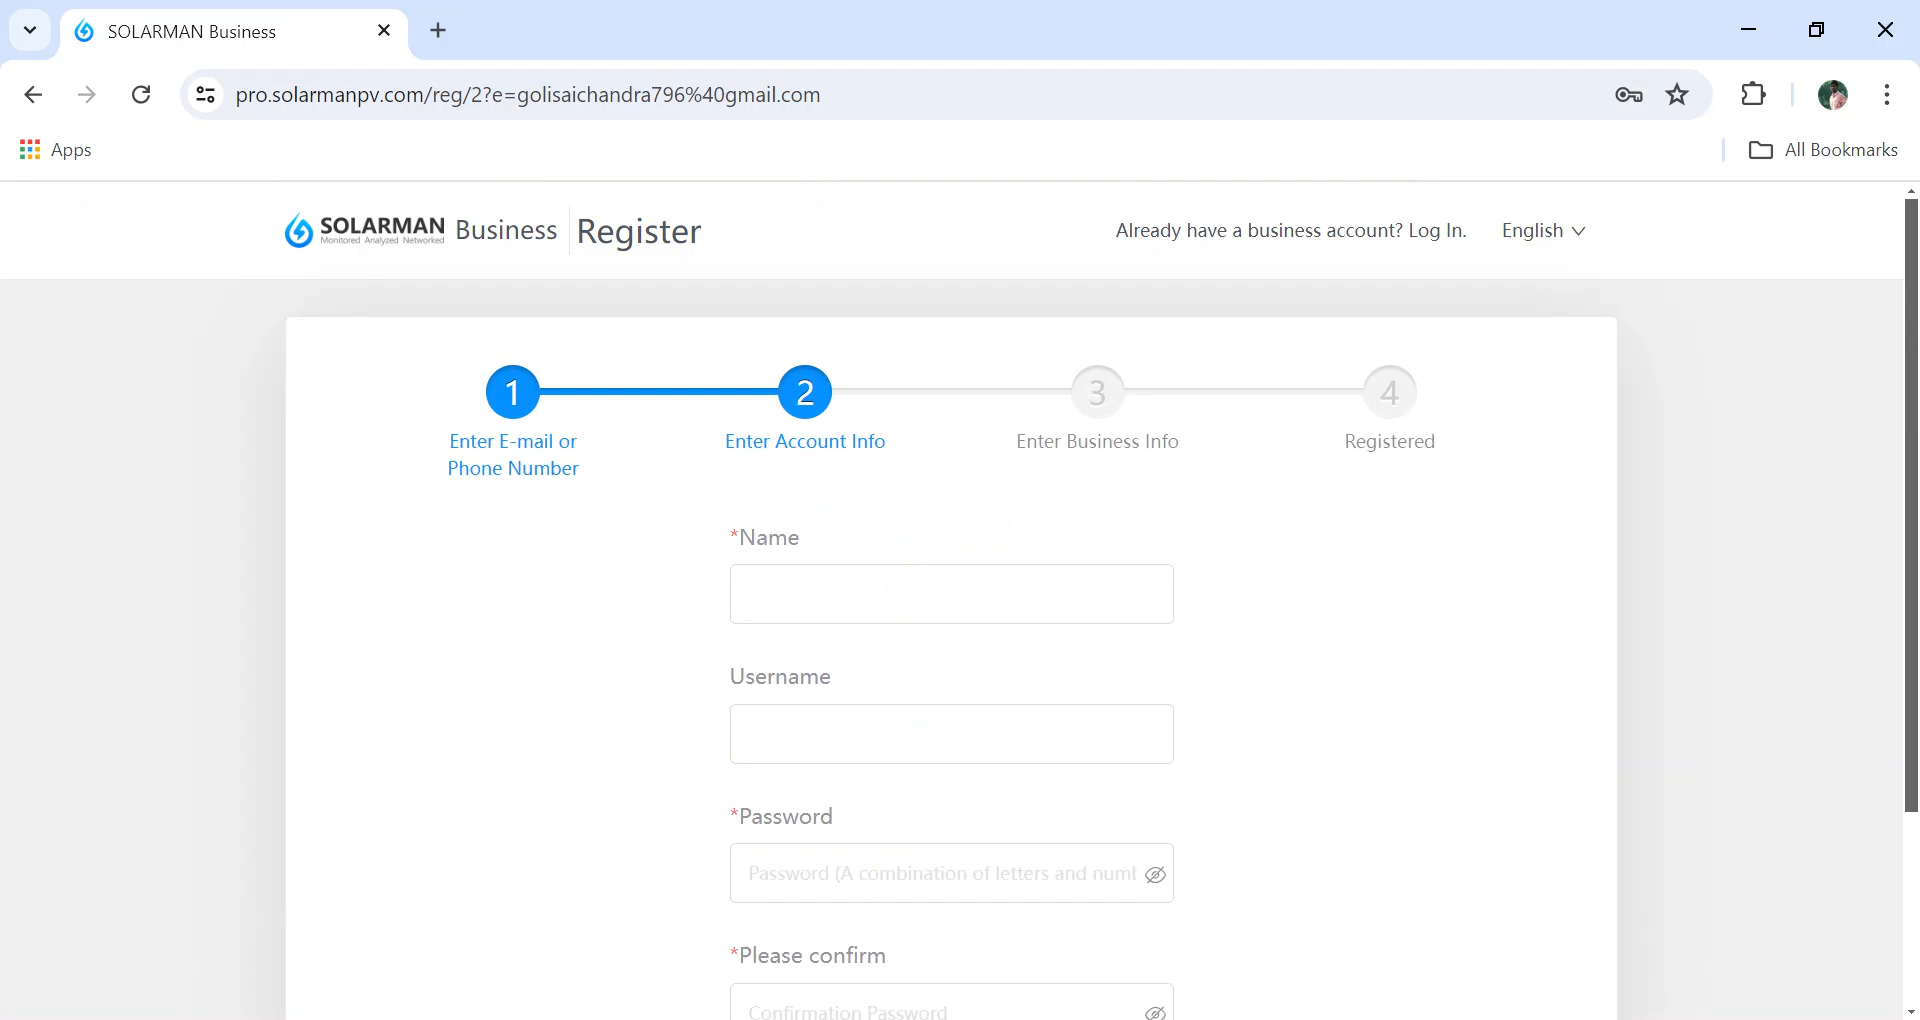 SOLARMAN Business
pro.solarmanpv.com/reg/2?e=golisaichandra796%40gmail.com
Apps
All Bookmarks
SOLARMAN Business Register
Monitored Analyzed Networked
Already have a business account? Log In.
English
1
2
3
4
Enter E-mail or
Phone Number
Enter Account Info
Enter Business Info
Registered
*Name
Username
*Password
Password (A combination of letters and
*Please confirm
Confirmation Password